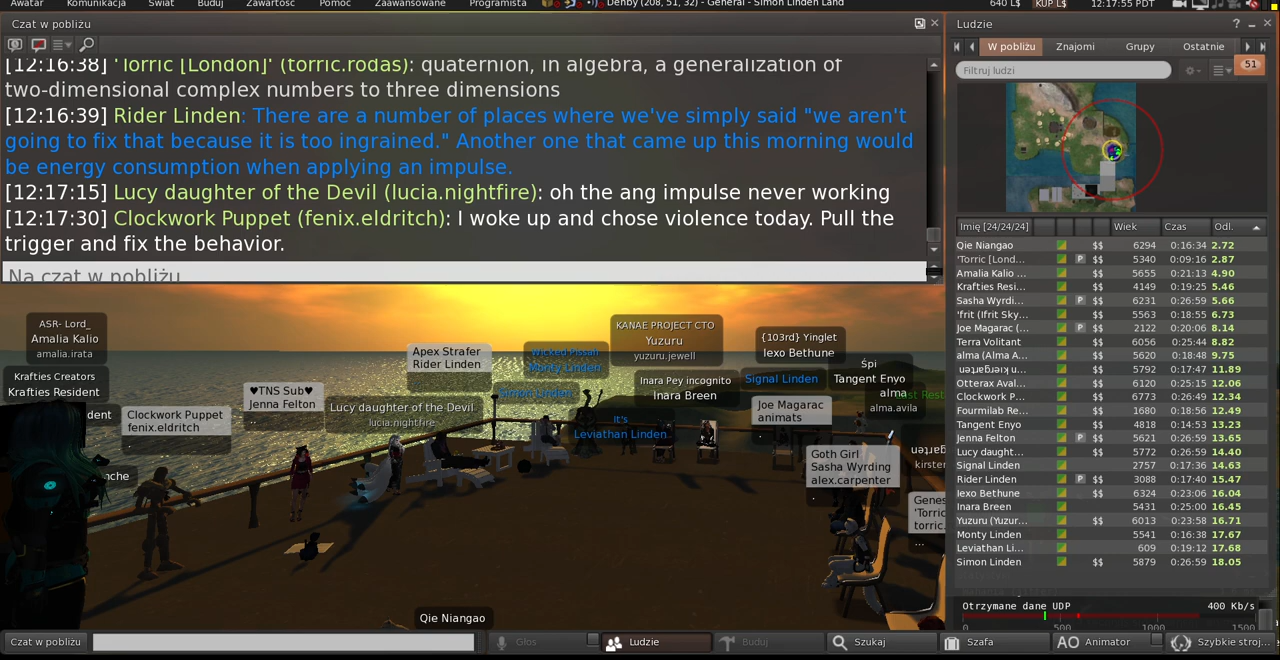 Awatar Komunikacja Świat Buduj Zawartość Pomoc Zaawansowane Programista Denby (208, 51, 32) - General - Simon Linden Land 640 L$ KUP L$ 12:17:55 PDT
Czat w pobliżu
[12:16:38] 'Torric [London]' (torric.rodas): quaternion, in algebra, a generalization of
two-dimensional complex numbers to three dimensions
[12:16:39] Rider Linden: There are a number of places where we've simply said "we aren't
going to fix that because it is too ingrained." Another one that came up this morning would
be energy consumption when applying an impulse.
[12:17:15] Lucy daughter of the Devil (lucia.nightfire): oh the ang impulse never working
[12:17:30] Clockwork Puppet (fenix.eldritch): I woke up and chose violence today. Pull the
trigger and fix the behavior.
Na czat w pobliżu
ASR- Lord_
Amalia Kalio
amalia.irata
Krafties Creators
Krafties Resident
dent
Clockwork Puppet
fenix.eldritch
..
nche
♥TNS Sub♥
Jenna Felton
..
Apex Strafer
Rider Linden
Lucy daughter of the Devil
lucia.nightfire
Wicked Pissah
Monty Linden
Simon Linden
It's
Leviathan Linden
KANAE PROJECT CTO
Yuzuru
yuzuru.jewell
Inara Pey incognito
Inara Breen
{103rd} Yinglet
Iexo Bethune
Signal Linden
Joe Magarac
animats
.
Śpi
Tangent Enyo
alma
alma.avila
Goth Girl
Sasha Wyrding
alex.carpenter
.
kirster
Genes
'Torric
torric.
...
Qie Niangao
Ludzie
? _ ×
W pobliżu Znajomi Grupy Ostatnie
51
Filtruj ludzi
Imię [24/24/24] Wiek Czas Odl.
Qie Niangao $$ 6294 0:16:34 2.72
'Torric [Lond... P $$ 5340 0:09:16 2.87
Amalia Kalio ... $$ 5655 0:21:13 4.90
Krafties Resi... $$ 4149 0:19:25 5.46
Sasha Wyrdi... P $$ 6231 0:26:59 5.66
'frit (Ifrit Sky... $$ 5563 0:18:55 6.73
Joe Magarac (... P $$ 2122 0:20:06 8.14
Terra Volitant $$ 6056 0:25:44 8.82
alma (Alma A... $$ 5620 0:18:48 9.75
$$ 5792 0:17:47 11.89
Otterax Aval... $$ 6120 0:25:15 12.06
Clockwork P... $$ 6773 0:26:49 12.34
Fourmilab Re... $$ 1680 0:18:56 12.49
Tangent Enyo $$ 4818 0:14:53 13.23
Jenna Felton P $$ 5621 0:26:59 13.65
Lucy daught... $$ 5772 0:26:59 14.40
Signal Linden 2757 0:17:36 14.63
Rider Linden P $$ 3088 0:17:40 15.47
Iexo Bethune $$ 6324 0:23:06 16.04
Inara Breen 5431 0:25:00 16.45
Yuzuru (Yuzur... $$ 6013 0:23:58 16.71
Monty Linden 5541 0:16:38 17.67
Leviathan Li... 609 0:19:12 17.68
Simon Linden $$ 5879 0:26:59 18.05
Otrzymane dane UDP 400 Kb/s
0 500 1000 1500
Czat w pobliżu Głos Ludzie Buduj Szukaj Szafa AO Animator Szybkie stroj...